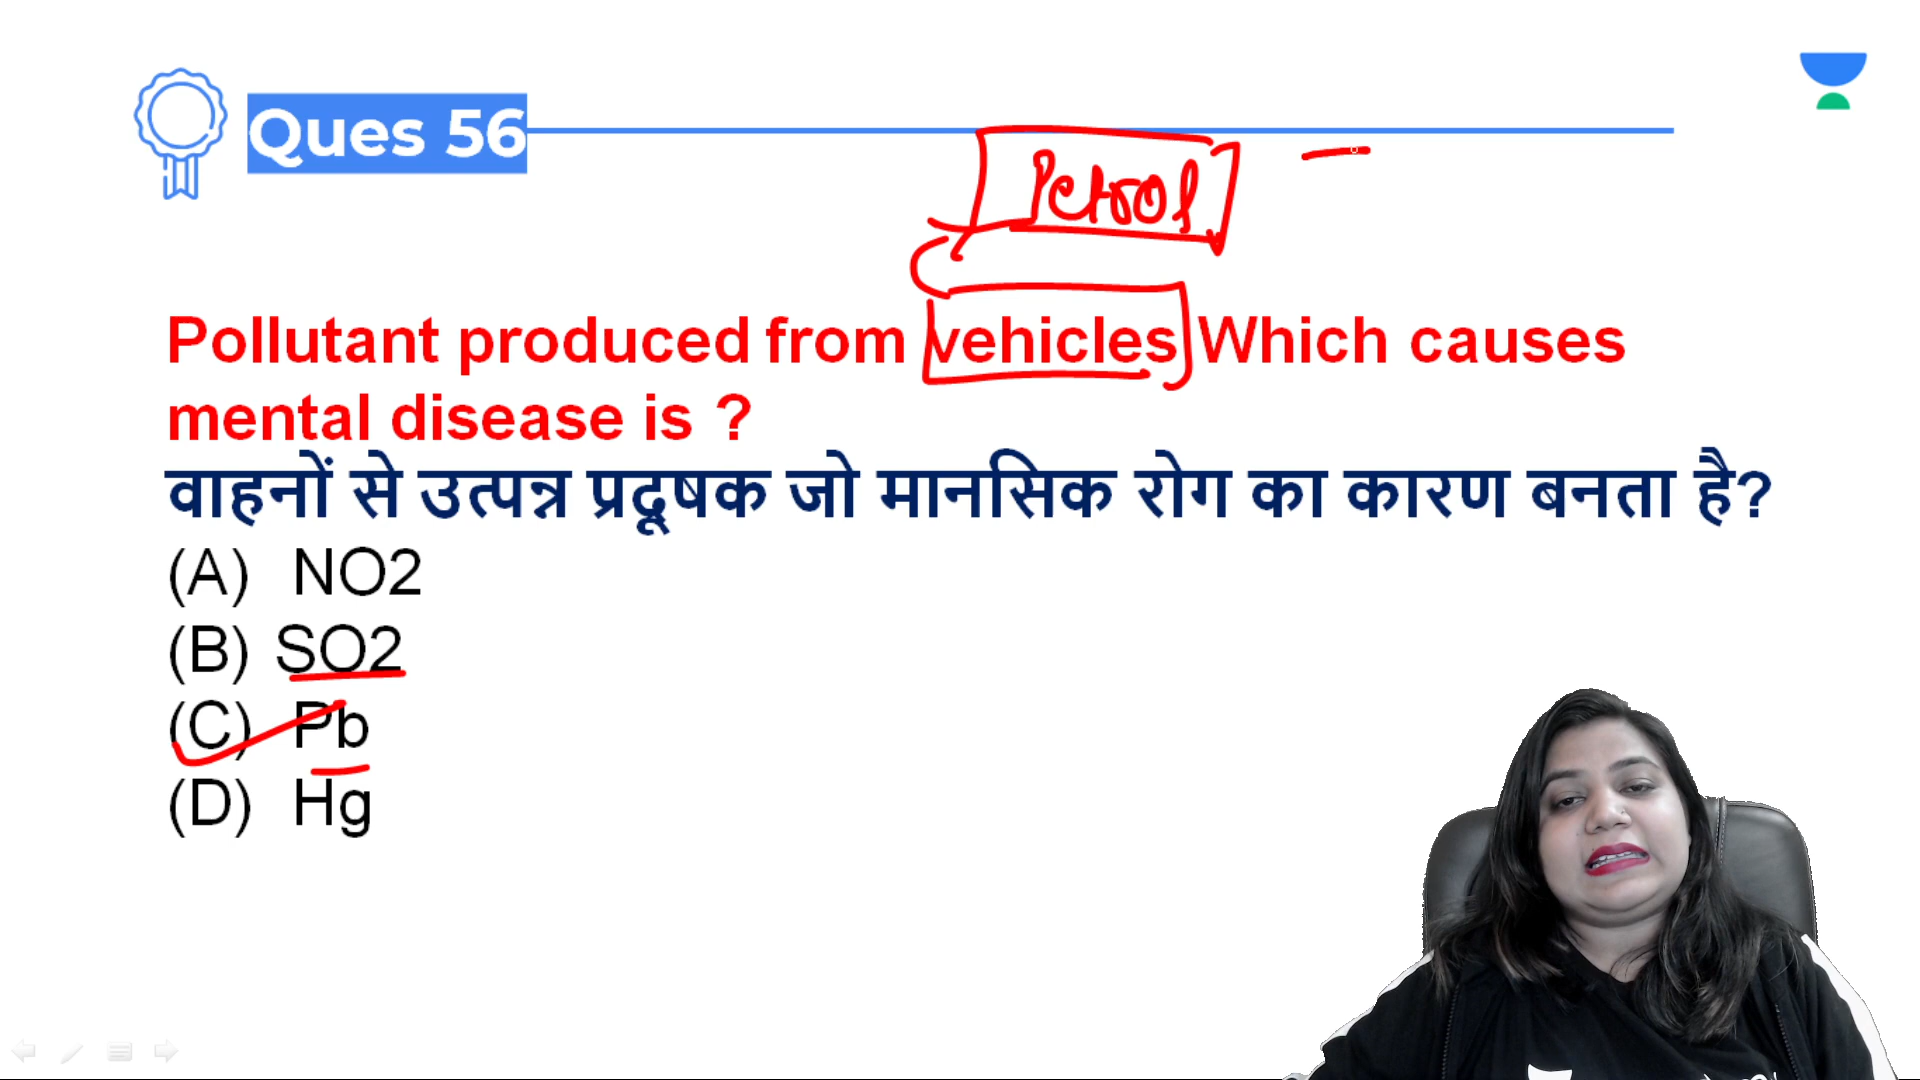 Ques 56
Petrol
Pollutant produced from vehicles Which causes
mental disease is ?
वाहनों से उत्पन्न प्रदूषक जो मानसिक रोग का कारण बनता है?
(A) NO2
(B) SO2
(C) Pb
(D) Hg